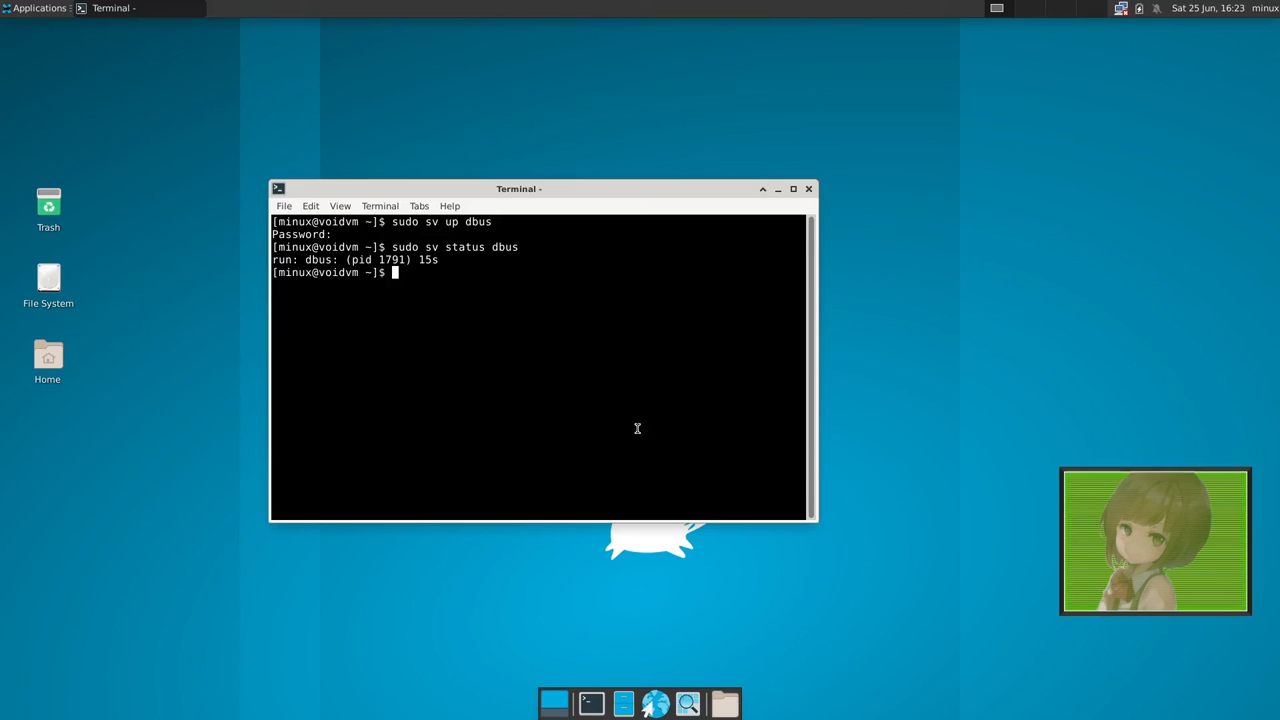 Applications
Terminal -
Sat 25 Jun, 16:23
minux
Trash
File System
Home
Terminal -
File Edit View Terminal Tabs Help
[minux@voidvm ~]$ sudo sv up dbus
Password:
[minux@voidvm ~]$ sudo sv status dbus
run: dbus: (pid 1791) 15s
[minux@voidvm ~]$